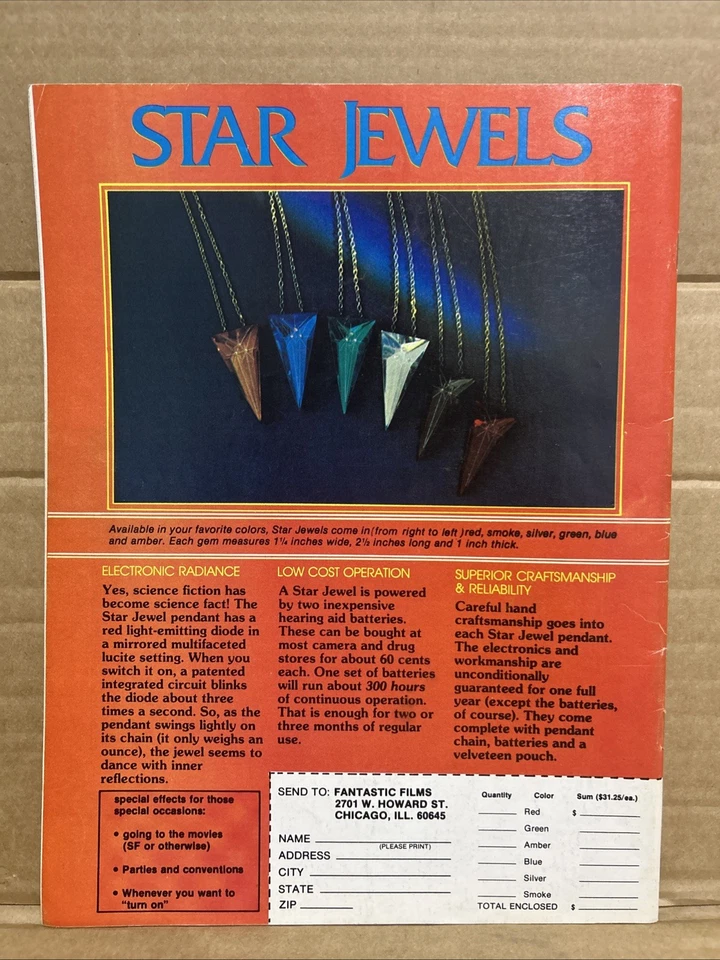 STAR JEWELS
Available in your favorite colors, Star Jewels come in(from right to left)red, smoke, silver, green, blue
and amber. Each gem measures 1¼ inches wide, 2½ inches long and 1 inch thick.
ELECTRONIC RADIANCE
Yes, science fiction has
become science fact! The
Star Jewel pendant has a
red light-emitting diode in
a mirrored multifaceted
lucite setting. When you
switch it on, a patented
integrated circuit blinks
the diode about three
times a second. So, as the
pendant swings lightly on
its chain (it only weighs an
ounce), the jewel seems to
dance with inner
reflections.
special effects for those
special occasions:
• going to the movies
(SF or otherwise)
• Parties and conventions
• Whenever you want to
"turn on"
LOW COST OPERATION
A Star Jewel is powered
by two inexpensive
hearing aid batteries.
These can be bought at
most camera and drug
stores for about 60 cents
each. One set of batteries
will run about 300 hours
of continuous operation.
That is enough for two or
three months of regular
use.
SUPERIOR CRAFTSMANSHIP
& RELIABILITY
Careful hand
craftsmanship goes into
each Star Jewel pendant.
The electronics and
workmanship are
unconditionally
guaranteed for one full
year (except the batteries,
of course). They come
complete with pendant
chain, batteries and a
velveteen pouch.
SEND TO: FANTASTIC FILMS
2701 W. HOWARD ST.
CHICAGO, ILL. 60645
NAME
(PLEASE PRINT)
ADDRESS
CITY
STATE
ZIP
Quantity Color Sum ($31.25/ea.)
Red $
Green
Amber
Blue
Silver
Smoke
TOTAL ENCLOSED $